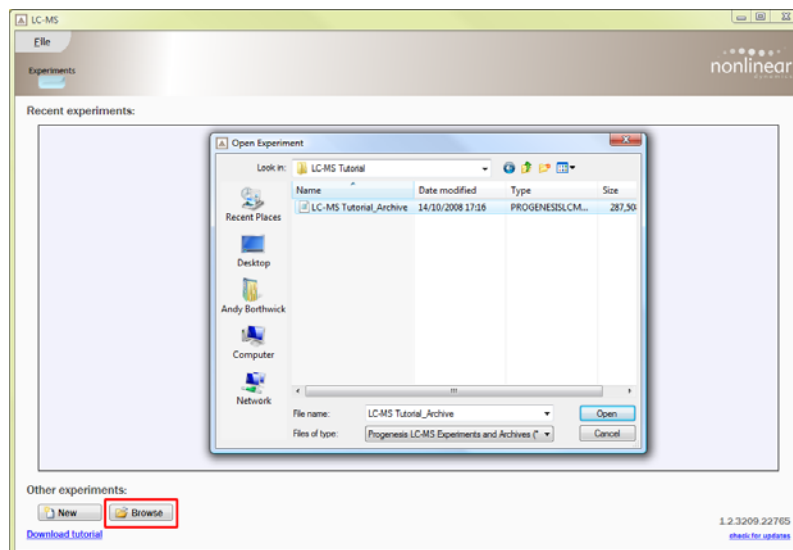 LC-MS
File
Experiments
nonlinear
dynamics
Recent experiments:
Open Experiment
Look in: LC-MS Tutorial
Name Date modified Type Size
LC-MS Tutorial_Archive 14/10/2008 17:16 PROGENESISLCM... 287,50
Recent Places
Desktop
Andy Borthwick
Computer
Network
File name: LC-MS Tutorial_Archive Open
Files of type: Progenesis LC-MS Experiments and Archives (* Cancel
Other experiments:
New Browse
Download tutorial
1.2.3209.22765
check for updates